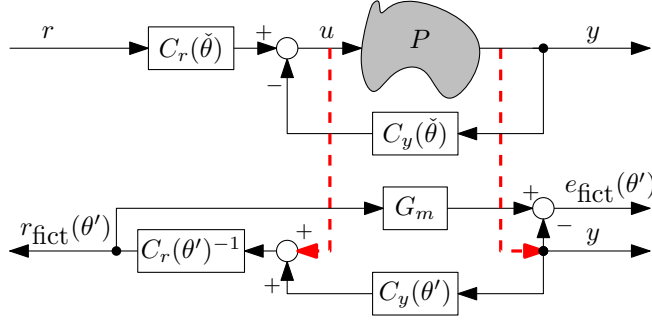 r
C_r(θ̌)
+
u
P
y
−
C_y(θ̌)
r_fict(θ′)
G_m
+
e_fict(θ′)
−
C_r(θ′)⁻¹
+
y
+
C_y(θ′)